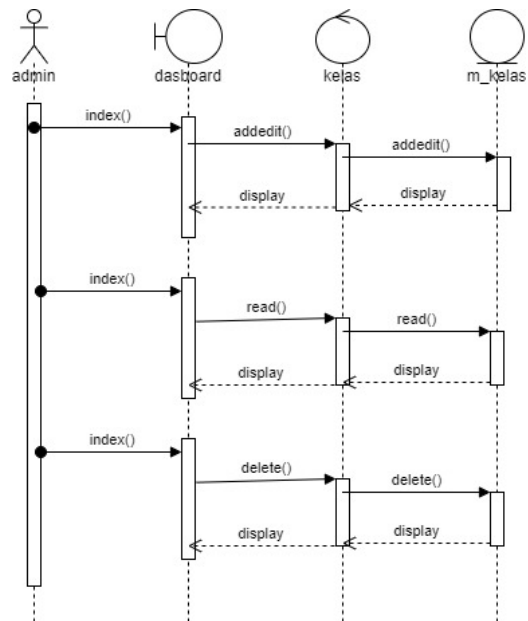 admin
dasboard
kelas
m_kelas
index()
addedit()
addedit()
display
display
index()
read()
read()
display
display
index()
delete()
delete()
display
display